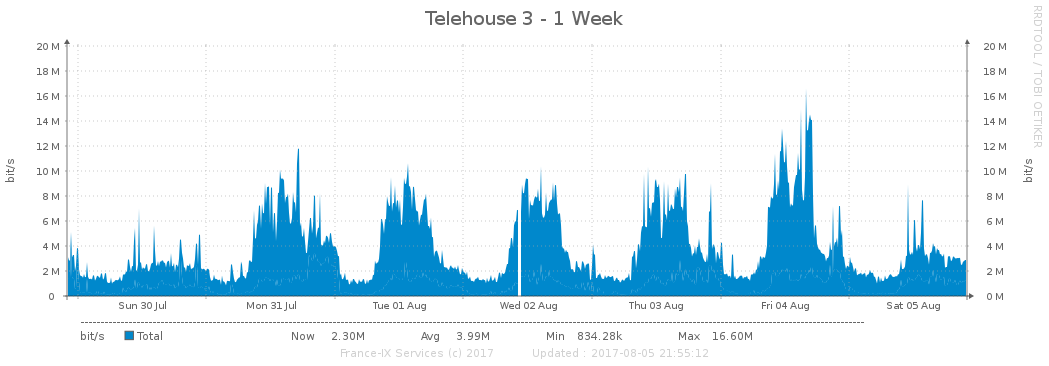 Telehouse 3 - 1 Week
RRDTOOL / TOBI OETIKER
20 M 20 M
18 M 18 M
16 M 16 M
14 M 14 M
12 M 12 M
10 M 10 M
8 M 8 M
6 M 6 M
4 M 4 M
2 M 2 M
0 0 M
bit/s bit/s
Sun 30 Jul Mon 31 Jul Tue 01 Aug Wed 02 Aug Thu 03 Aug Fri 04 Aug Sat 05 Aug
bit/s Total Now 2.30M Avg 3.99M Min 834.28k Max 16.60M
France-IX Services (c) 2017 Updated : 2017-08-05 21:55:12